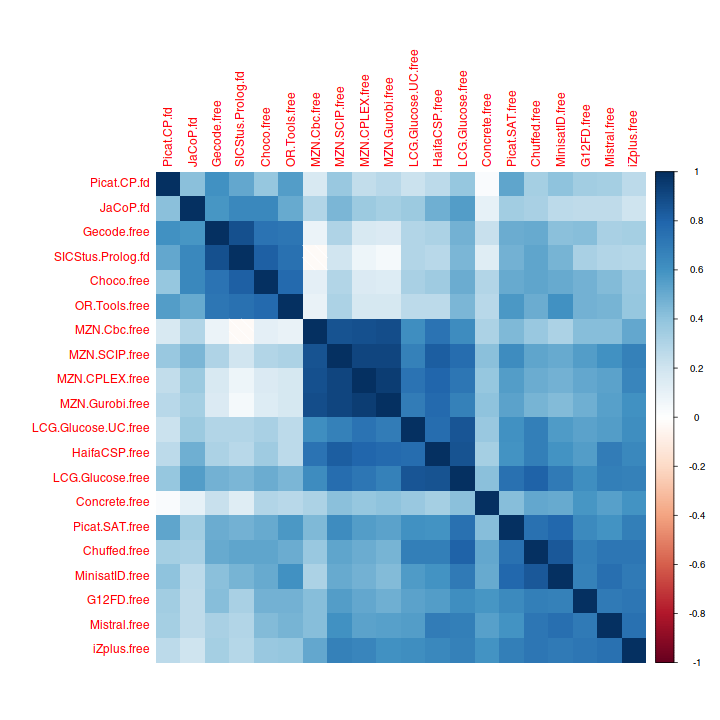 Picat.CP.fd
JaCoP.fd
Gecode.free
SICStus.Prolog.fd
Choco.free
OR.Tools.free
MZN.Cbc.free
MZN.SCIP.free
MZN.CPLEX.free
MZN.Gurobi.free
LCG.Glucose.UC.free
HaifaCSP.free
LCG.Glucose.free
Concrete.free
Picat.SAT.free
Chuffed.free
MinisatID.free
G12FD.free
Mistral.free
iZplus.free
Picat.CP.fd
JaCoP.fd
Gecode.free
SICStus.Prolog.fd
Choco.free
OR.Tools.free
MZN.Cbc.free
MZN.SCIP.free
MZN.CPLEX.free
MZN.Gurobi.free
LCG.Glucose.UC.free
HaifaCSP.free
LCG.Glucose.free
Concrete.free
Picat.SAT.free
Chuffed.free
MinisatID.free
G12FD.free
Mistral.free
iZplus.free
1
0.8
0.6
0.4
0.2
0
-0.2
-0.4
-0.6
-0.8
-1